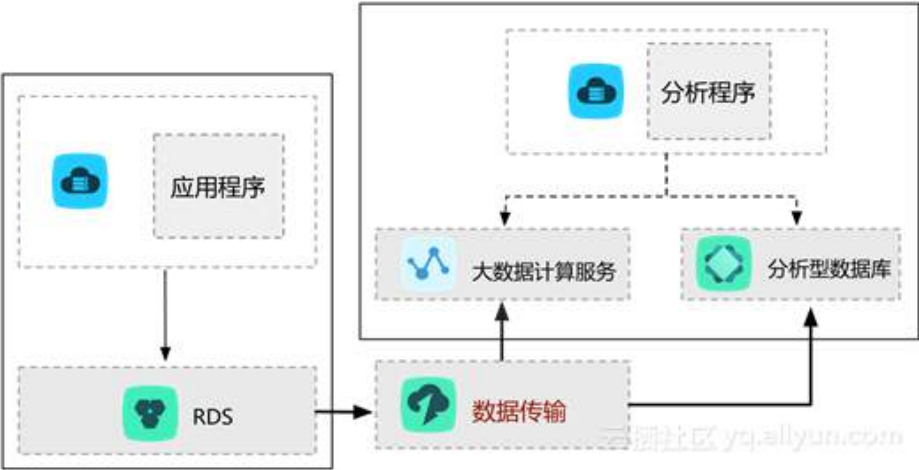 分析程序
应用程序
大数据计算服务
分析型数据库
RDS
数据传输
云栖社区 yq.aliyun.com